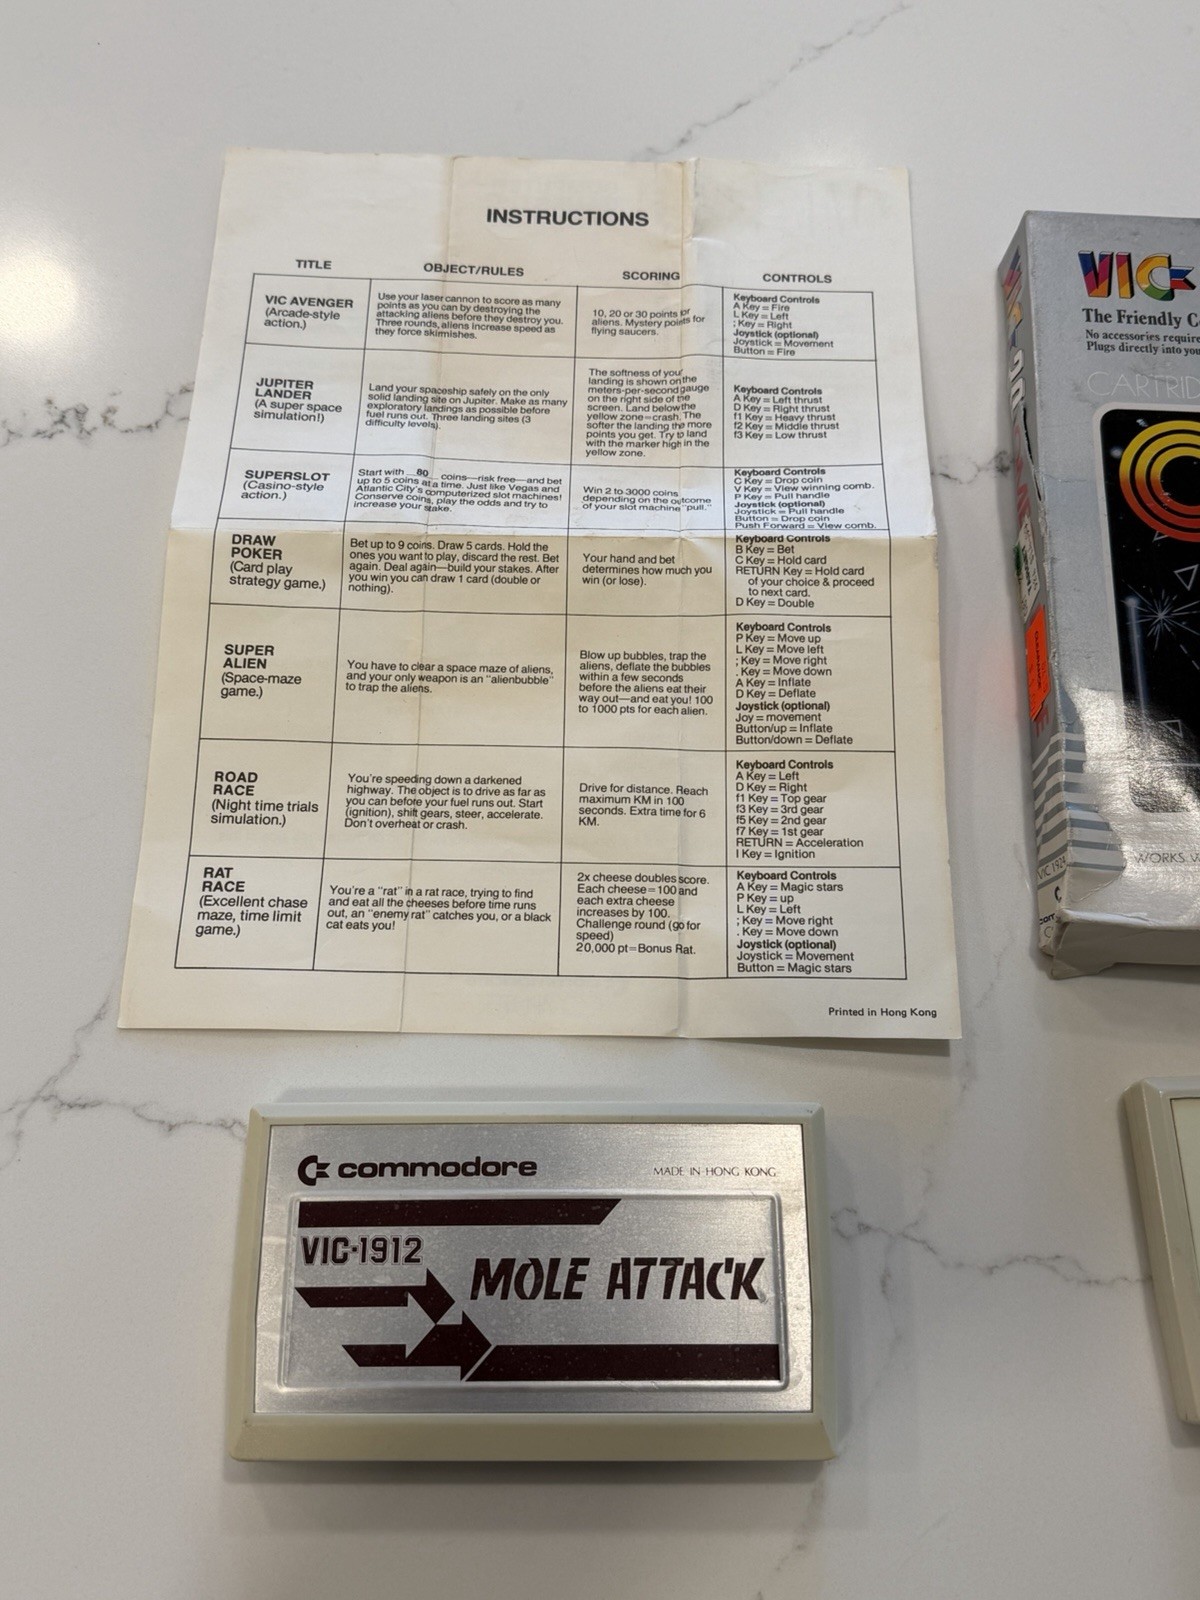 INSTRUCTIONS
TITLE
OBJECT/RULES
SCORING
CONTROLS
VIC AVENGER
(Arcade-style
action.)
Use your laser cannon to score as many
points as you can by destroying the
attacking aliens before they destroy you.
Three rounds, aliens increase speed as
they force skirmishes.
10, 20 or 30 points for
aliens. Mystery points for
flying saucers.
Keyboard Controls
A Key = Fire
L Key = Left
; Key = Right
Joystick (optional)
Joystick = Movement
Button = Fire
JUPITER
LANDER
(A super space
simulation!)
Land your spaceship safely on the only
solid landing site on Jupiter. Make as many
exploratory landings as possible before
fuel runs out. Three landing sites (3
difficulty levels).
The softness of your
landing is shown on the
meters-per-second gauge
on the right side of the
screen. Land below the
yellow zone—crash. The
softer the landing the more
points you get. Try to land
with the marker high in the
yellow zone.
Keyboard Controls
A Key = Left thrust
D Key = Right thrust
f1 Key = Heavy thrust
f2 Key = Middle thrust
f3 Key = Low thrust
SUPERSLOT
(Casino-style
action.)
Start with 80 coins—risk free—and bet
up to 5 coins at a time. Just like Vegas and
Atlantic City's computerized slot machines!
Conserve coins, play the odds and try to
increase your stake.
Win 2 to 3000 coins
depending on the outcome
of your slot machine "pull."
Keyboard Controls
C Key = Drop coin
V Key = View winning comb.
P Key = Pull handle
Joystick (optional)
Joystick = Pull handle
Button = Drop coin
Push Forward = View comb.
DRAW
POKER
(Card play
strategy game.)
Bet up to 9 coins. Draw 5 cards. Hold the
ones you want to play, discard the rest. Bet
again. Deal again—build your stakes. After
you win you can draw 1 card (double or
nothing).
Your hand and bet
determines how much you
win (or lose).
Keyboard Controls
B Key = Bet
C Key = Hold card
RETURN Key = Hold card
of your choice & proceed
to next card.
D Key = Double
SUPER
ALIEN
(Space-maze
game.)
You have to clear a space maze of aliens,
and your only weapon is an "alienbubble"
to trap the aliens.
Blow up bubbles, trap the
aliens, deflate the bubbles
within a few seconds
before the aliens eat their
way out—and eat you! 100
to 1000 pts for each alien.
Keyboard Controls
P Key = Move up
L Key = Move left
; Key = Move right
. Key = Move down
A Key = Inflate
D Key = Deflate
Joystick (optional)
Joy = movement
Button/up = Inflate
Button/down = Deflate
ROAD
RACE
(Night time trials
simulation.)
You're speeding down a darkened
highway. The object is to drive as far as
you can before your fuel runs out. Start
(ignition), shift gears, steer, accelerate.
Don't overheat or crash.
Drive for distance. Reach
maximum KM in 100
seconds. Extra time for 6
KM.
Keyboard Controls
A Key = Left
D Key = Right
f1 Key = Top gear
f3 Key = 3rd gear
f5 Key = 2nd gear
f7 Key = 1st gear
RETURN = Acceleration
I Key = Ignition
RAT
RACE
(Excellent chase
maze, time limit
game.)
You're a "rat" in a rat race, trying to find
and eat all the cheeses before time runs
out, an "enemy rat" catches you, or a black
cat eats you!
2x cheese doubles score.
Each cheese = 100 and
each extra cheese
increases by 100.
Challenge round (go for
speed)
20,000 pt = Bonus Rat.
Keyboard Controls
A Key = Magic stars
P Key = up
L Key = Left
; Key = Move right
. Key = Move down
Joystick (optional)
Joystick = Movement
Button = Magic stars
Printed in Hong Kong
VIC
The Friendly
No accessories
Plugs directly into
WORKS
VIC 1924
commodore
MADE IN HONG KONG
VIC-1912
MOLE ATTACK